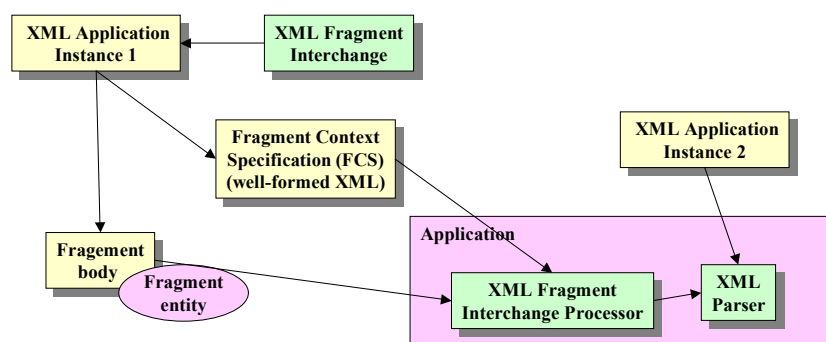 XML Application
Instance 1
XML Fragment
Interchange
Fragment Context
Specification (FCS)
(well-formed XML)
XML Application
Instance 2
Fragement
body
Fragment
entity
Application
XML Fragment
Interchange Processor
XML
Parser